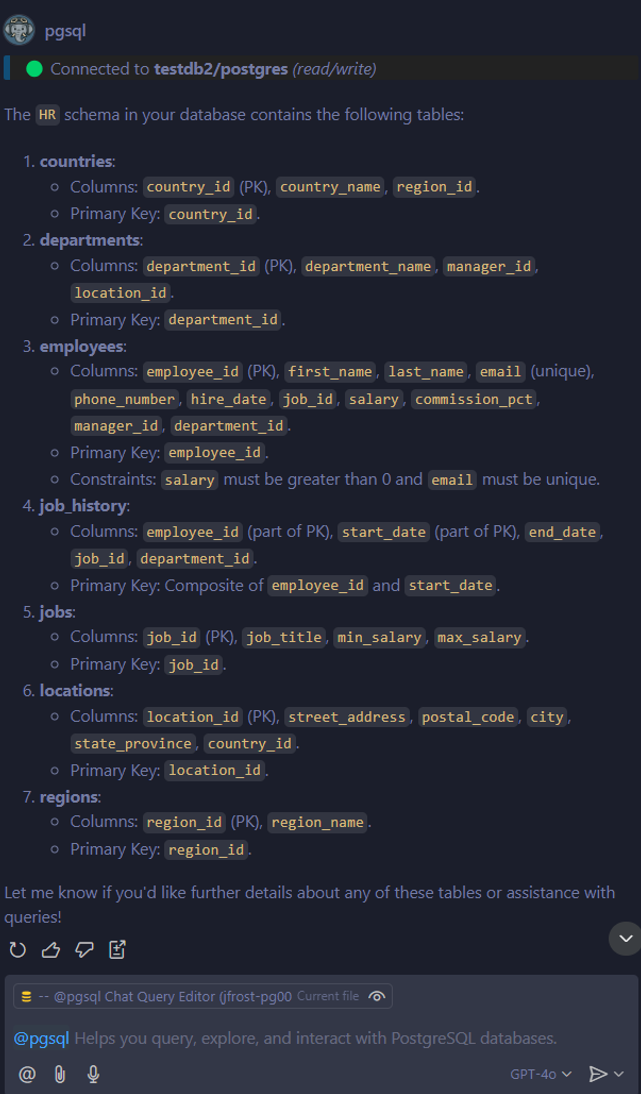 pgsql
Connected to testdb2/postgres (read/write)
The HR schema in your database contains the following tables:
1. countries:
Columns: country_id (PK), country_name, region_id.
Primary Key: country_id.
2. departments:
Columns: department_id (PK), department_name, manager_id,
location_id.
Primary Key: department_id.
3. employees:
Columns: employee_id (PK), first_name, last_name, email (unique),
phone_number, hire_date, job_id, salary, commission_pct,
manager_id, department_id.
Primary Key: employee_id.
Constraints: salary must be greater than 0 and email must be unique.
4. job_history:
Columns: employee_id (part of PK), start_date (part of PK), end_date,
job_id, department_id.
Primary Key: Composite of employee_id and start_date.
5. jobs:
Columns: job_id (PK), job_title, min_salary, max_salary.
Primary Key: job_id.
6. locations:
Columns: location_id (PK), street_address, postal_code, city,
state_province, country_id.
Primary Key: location_id.
7. regions:
Columns: region_id (PK), region_name.
Primary Key: region_id.
Let me know if you'd like further details about any of these tables or assistance with
queries!
-- @pgsql Chat Query Editor (jfrost-pg00 Current file
@pgsql Helps you query, explore, and interact with PostgreSQL databases.
@ GPT-4o